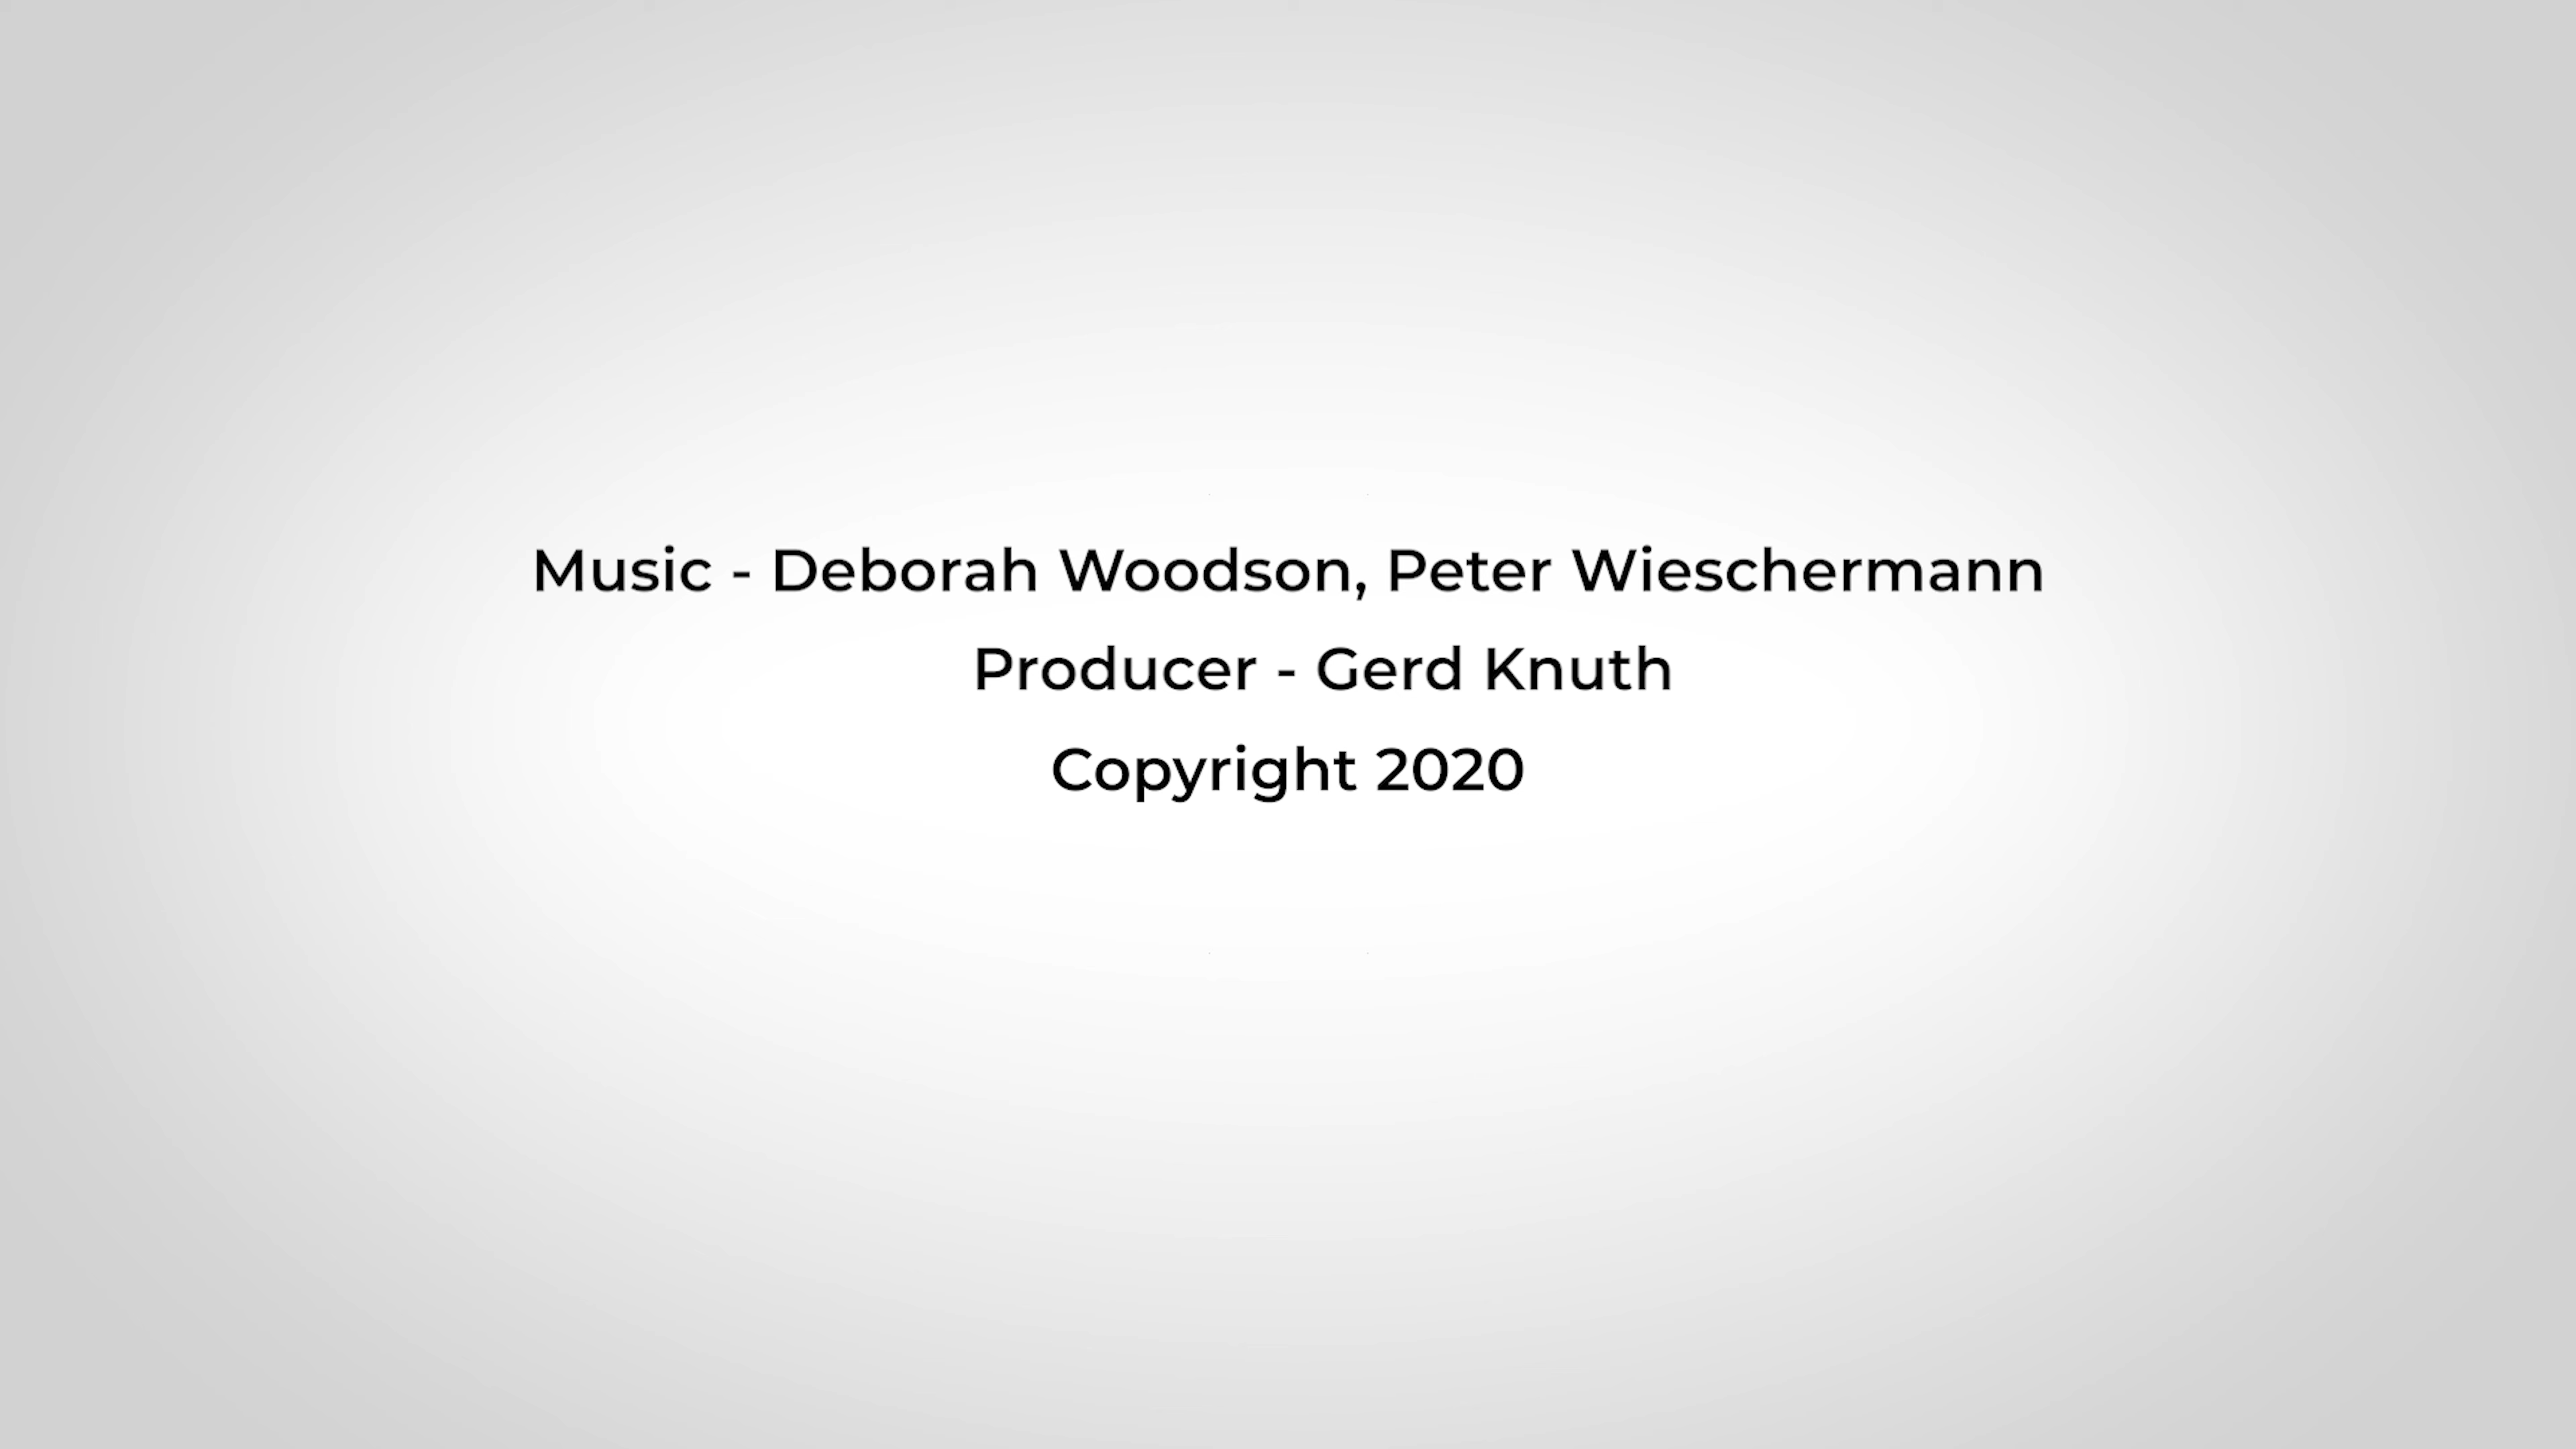 Music - Deborah Woodson, Peter Wieschermann
Producer - Gerd Knuth
Copyright 2020